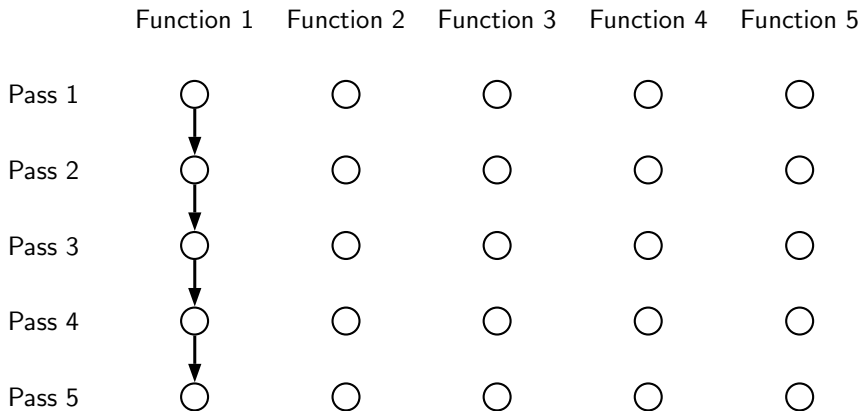 Function 1 Function 2 Function 3 Function 4 Function 5
Pass 1
Pass 2
Pass 3
Pass 4
Pass 5